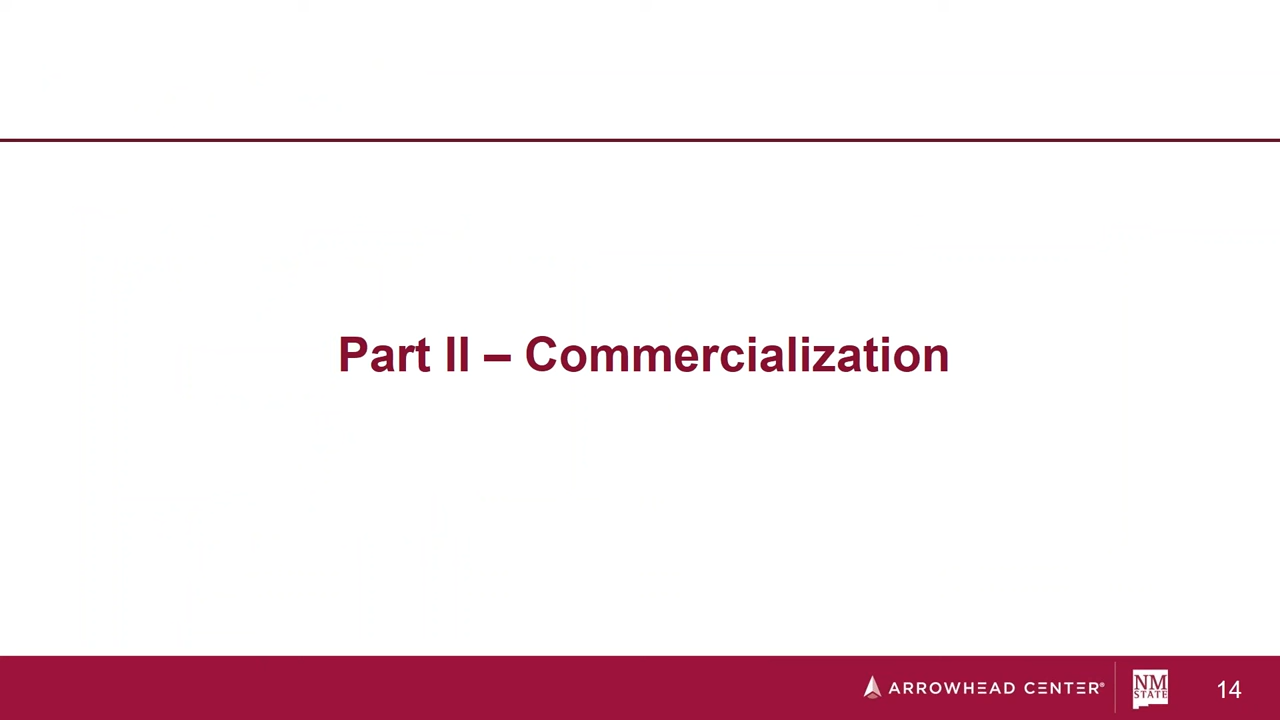 Part II – Commercialization
ARROWHEAD CENTER®
NM
STATE
14